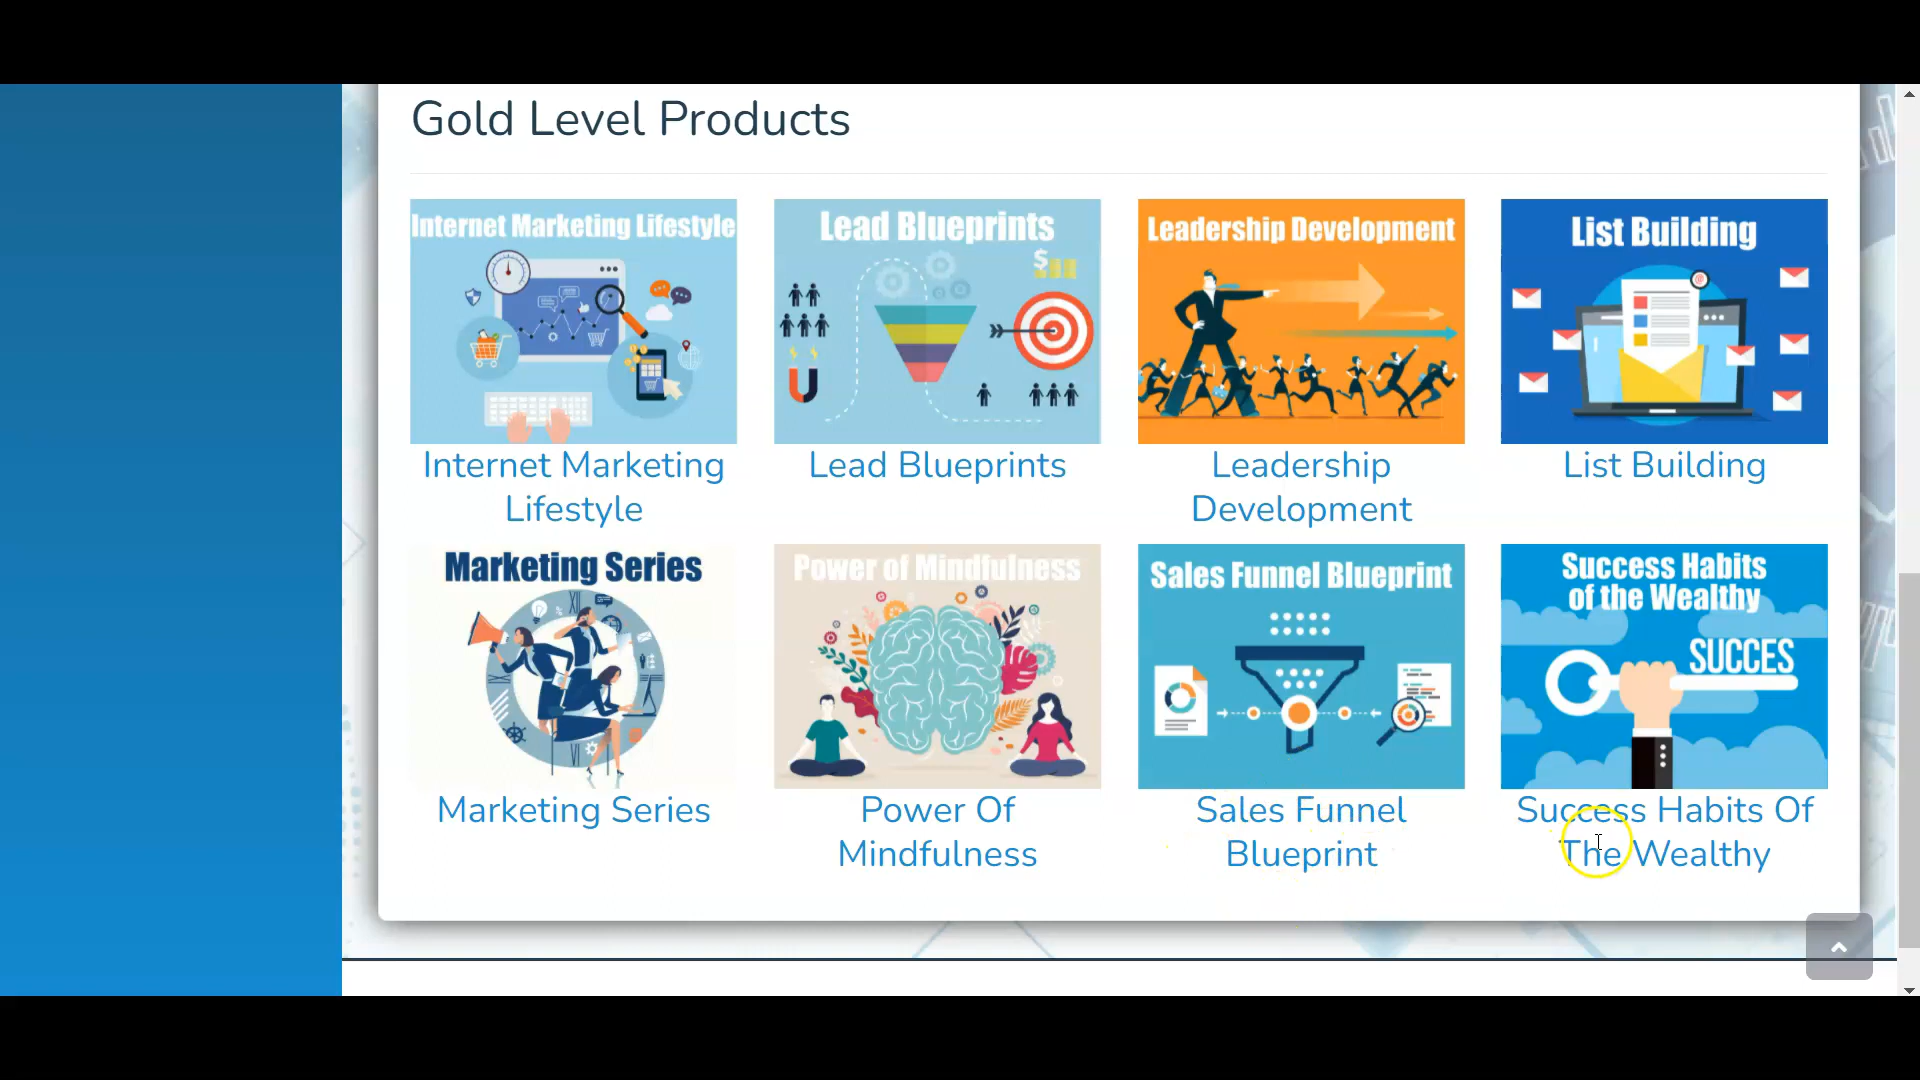 Gold Level Products
Internet Marketing Lifestyle
Lead Blueprints
Leadership Development
List Building
Internet Marketing
Lifestyle
Lead Blueprints
Leadership
Development
List Building
Marketing Series
Power of Mindfulness
Sales Funnel Blueprint
Success Habits
of the Wealthy
SUCCES
Marketing Series
Power Of
Mindfulness
Sales Funnel
Blueprint
Success Habits Of
The Wealthy